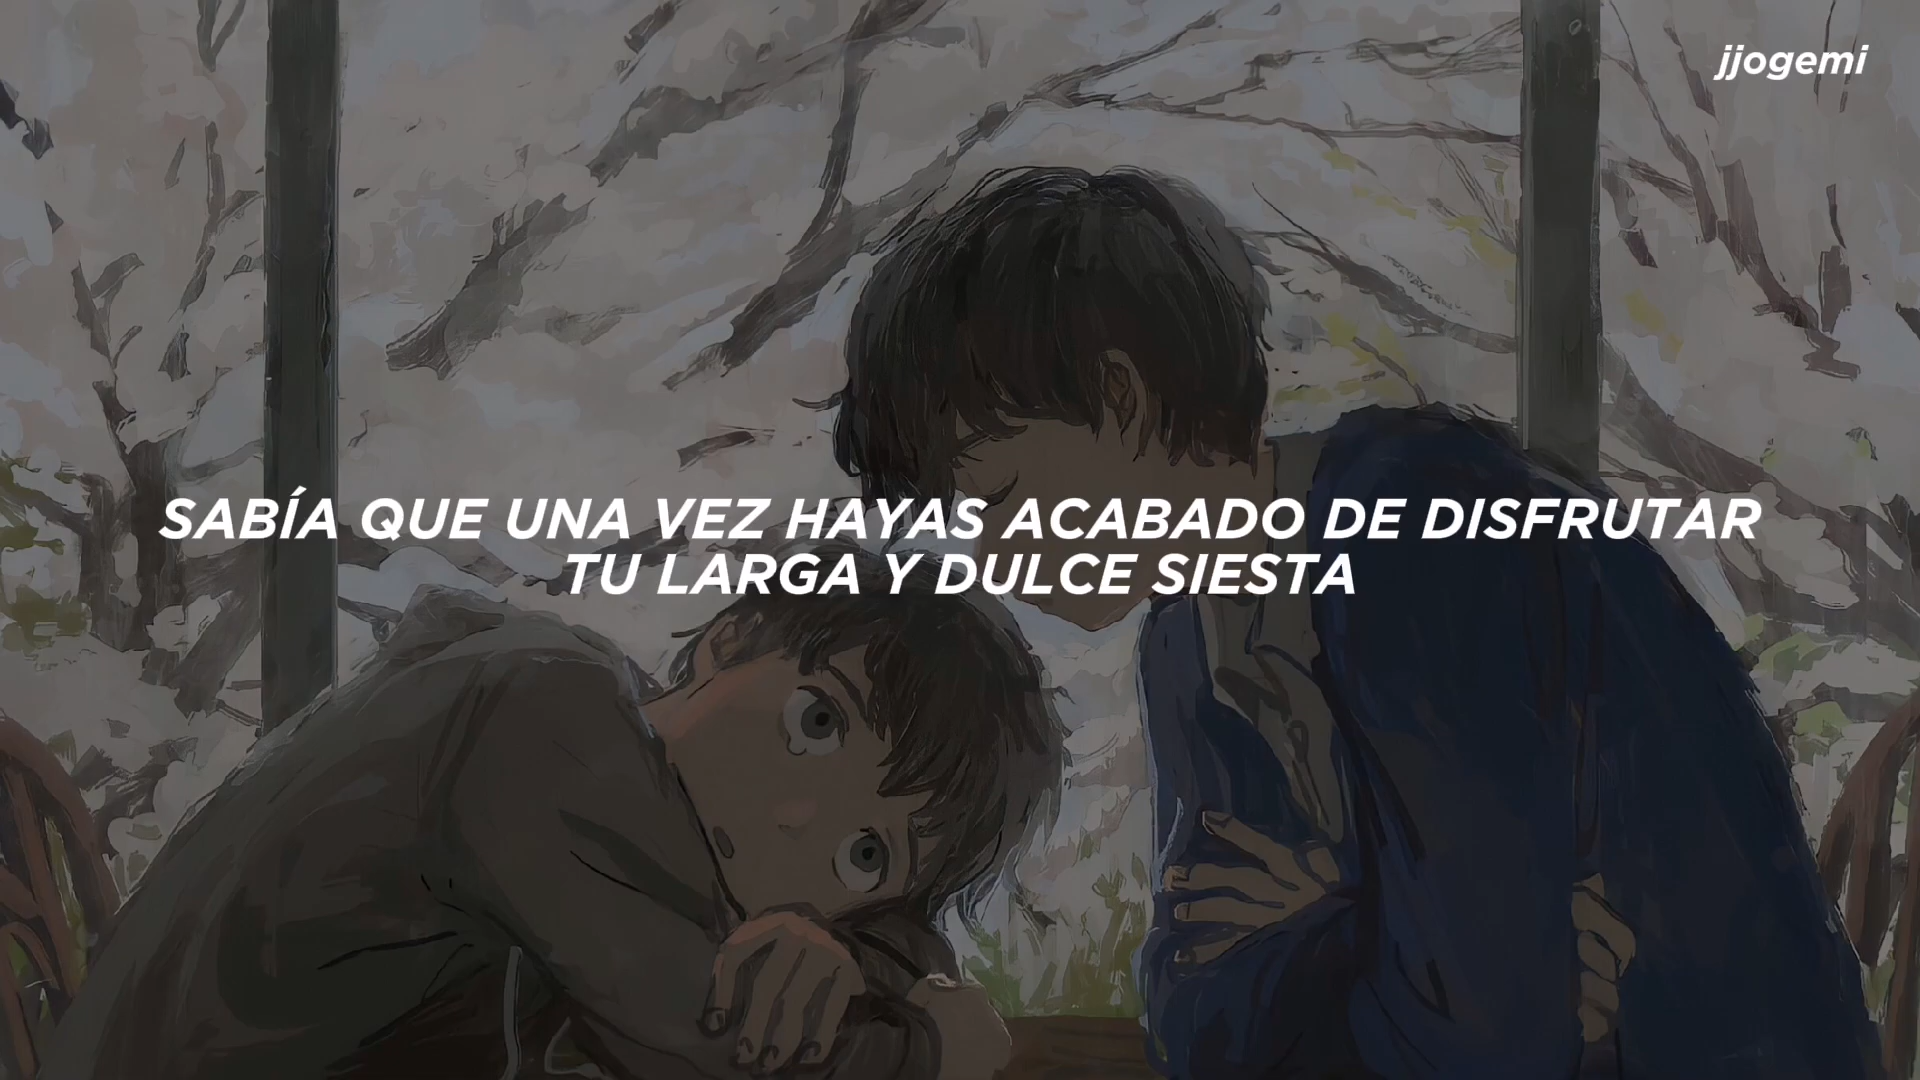 jjogemi
SABÍA QUE UNA VEZ HAYAS ACABADO DE DISFRUTAR
TU LARGA Y DULCE SIESTA